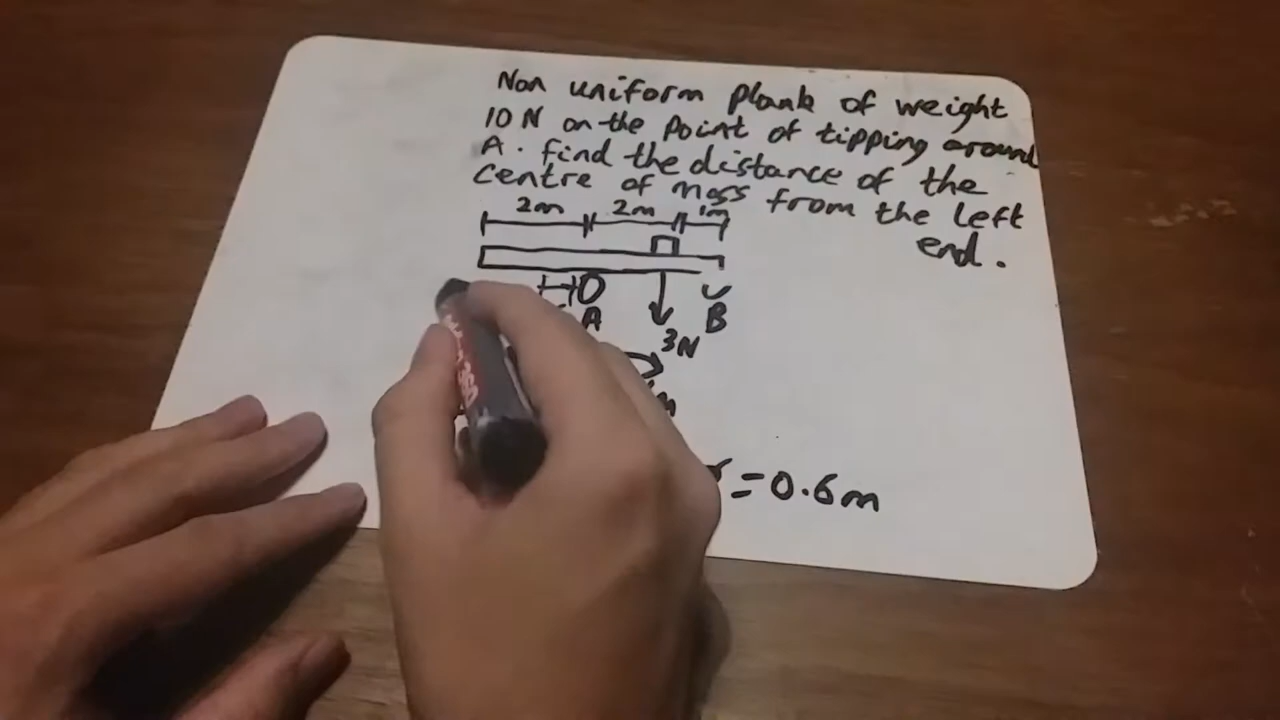 Non uniform plank of weight
10 N on the point of tipping around
A. find the distance of the
centre of mass from the left
end.
2m 2m 1m
A B
3N
m
= 0.6m